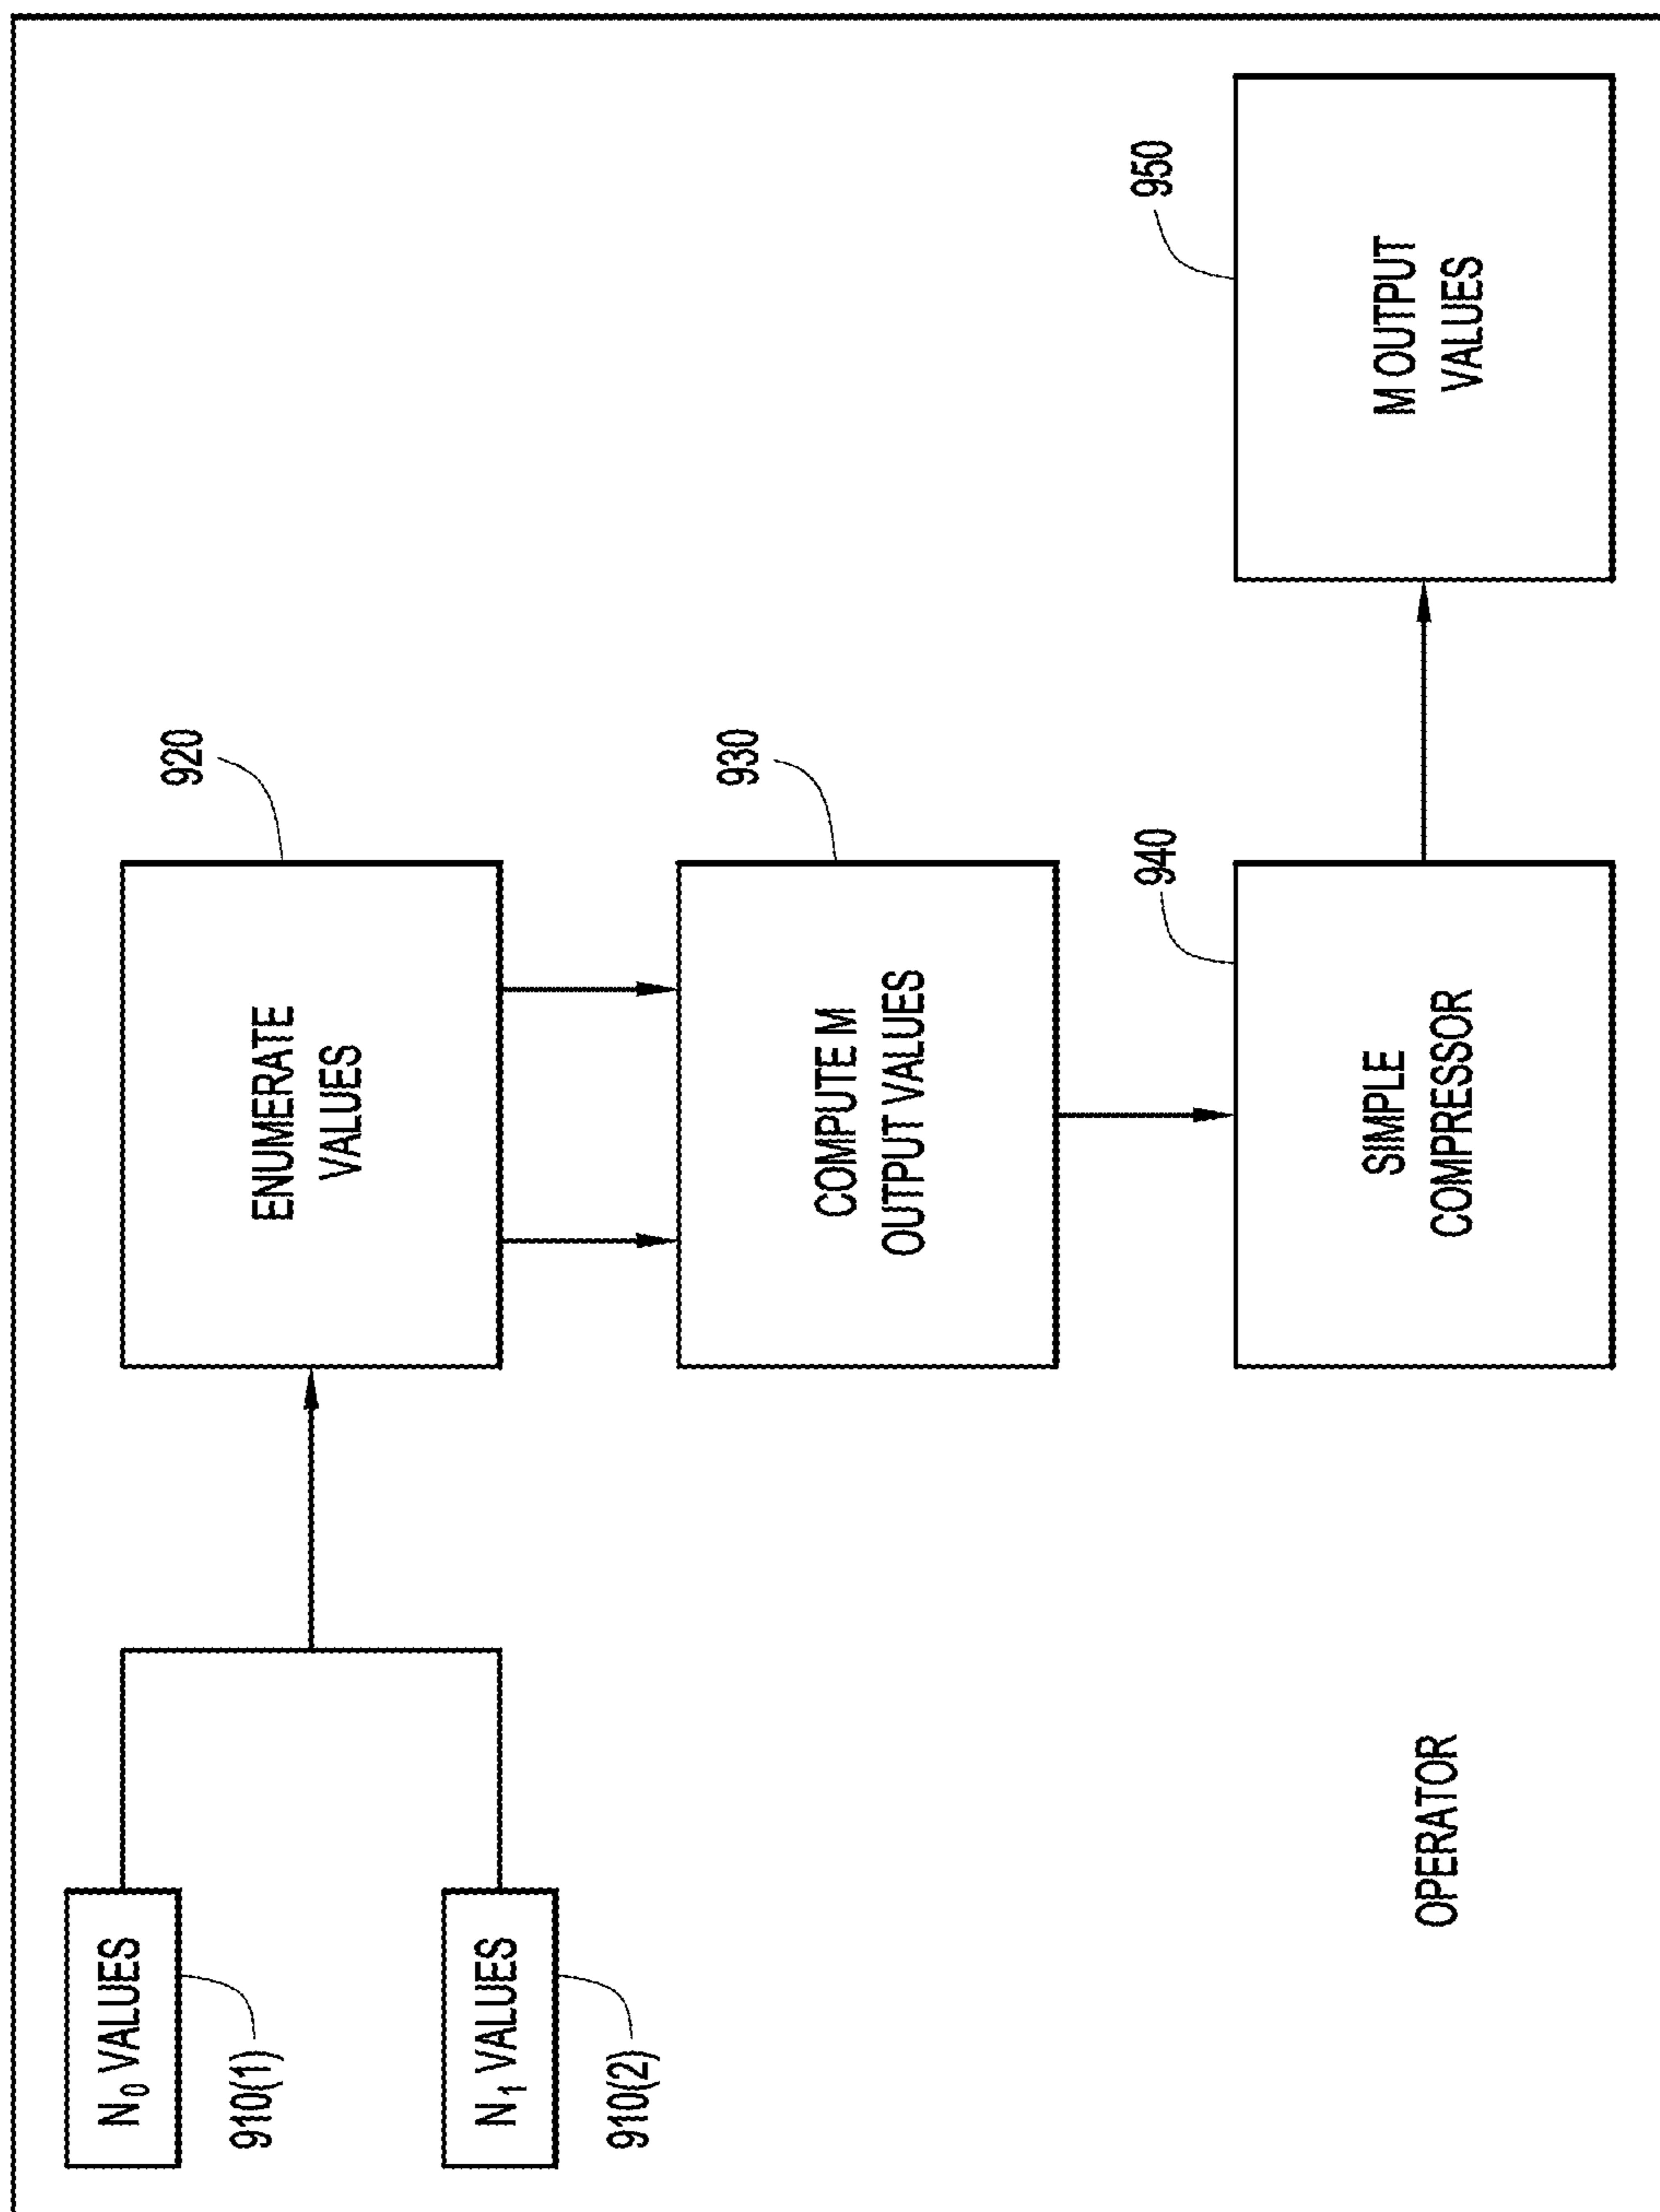 N0 VALUES
910(1)
N1 VALUES
910(2)
920
ENUMERATE
VALUES
930
COMPUTE M
OUTPUT VALUES
940
SIMPLE
COMPRESSOR
950
M OUTPUT
VALUES
OPERATOR